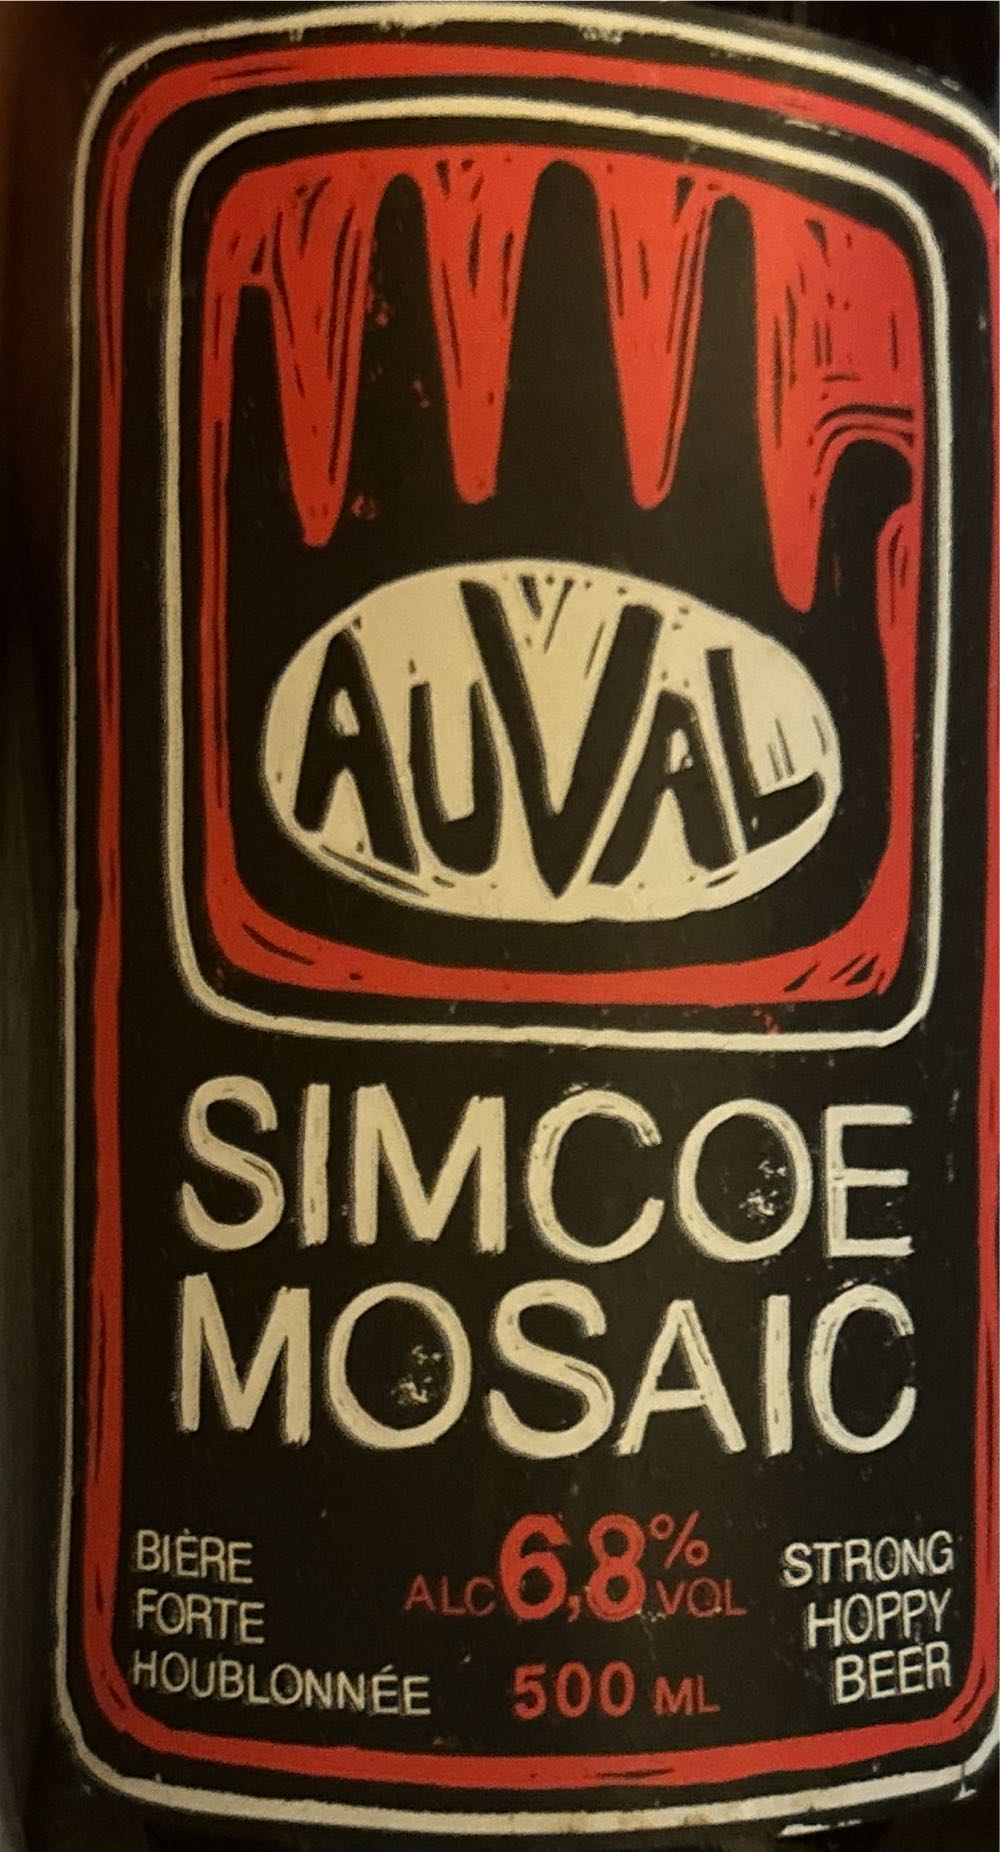 AUVAL
SIMCOE
MOSAIC
BIÈRE
FORTE
HOUBLONNÉE
ALC 6,8% VOL
500 ML
STRONG
HOPPY
BEER